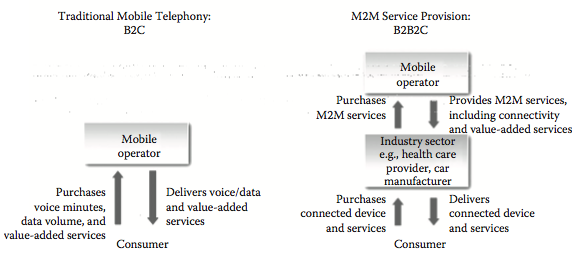 Traditional Mobile Telephony:
B2C
Mobile
operator
Purchases
voice minutes,
data volume, and
value-added services
Delivers voice/data
and value-added
services
Consumer
M2M Service Provision:
B2B2C
Mobile
operator
Purchases
M2M services
Provides M2M services,
including connectivity
and value-added services
Industry sector
e.g., health care
provider, car
manufacturer
Purchases
connected device
and services
Delivers
connected device
and services
Consumer